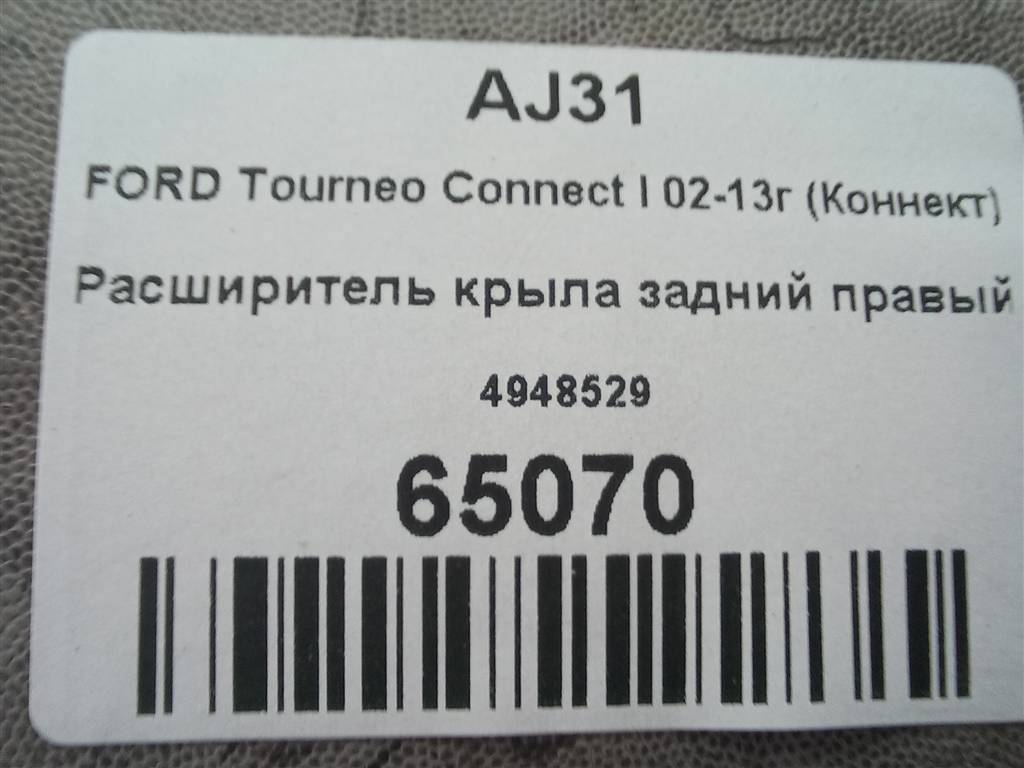 AJ31
FORD Tourneo Connect I 02-13г (Коннект)
Расширитель крыла задний правый
4948529
65070